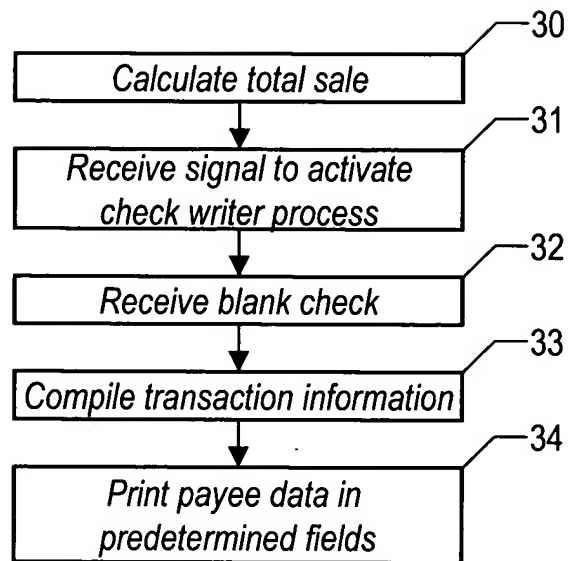 30
Calculate total sale
31
Receive signal to activate
check writer process
32
Receive blank check
33
Compile transaction information
34
Print payee data in
predetermined fields